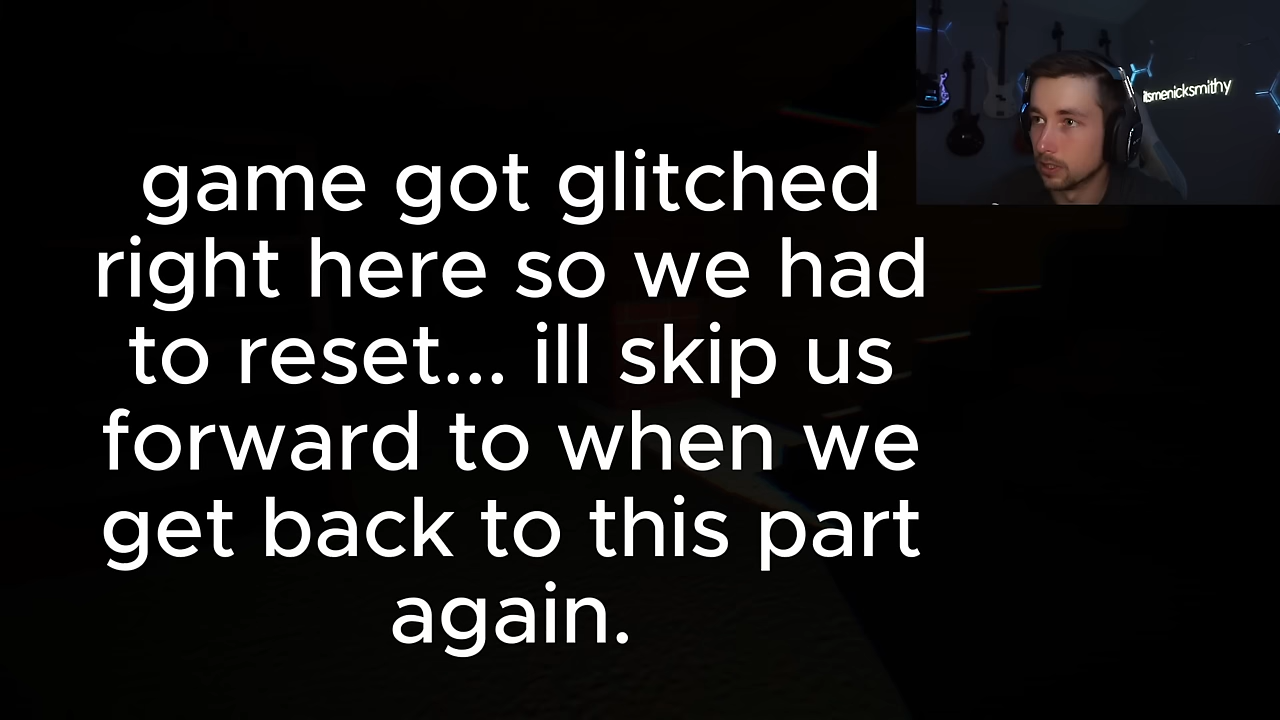 game got glitched
right here so we had
to reset... ill skip us
forward to when we
get back to this part
again.
itsmenicksmithy